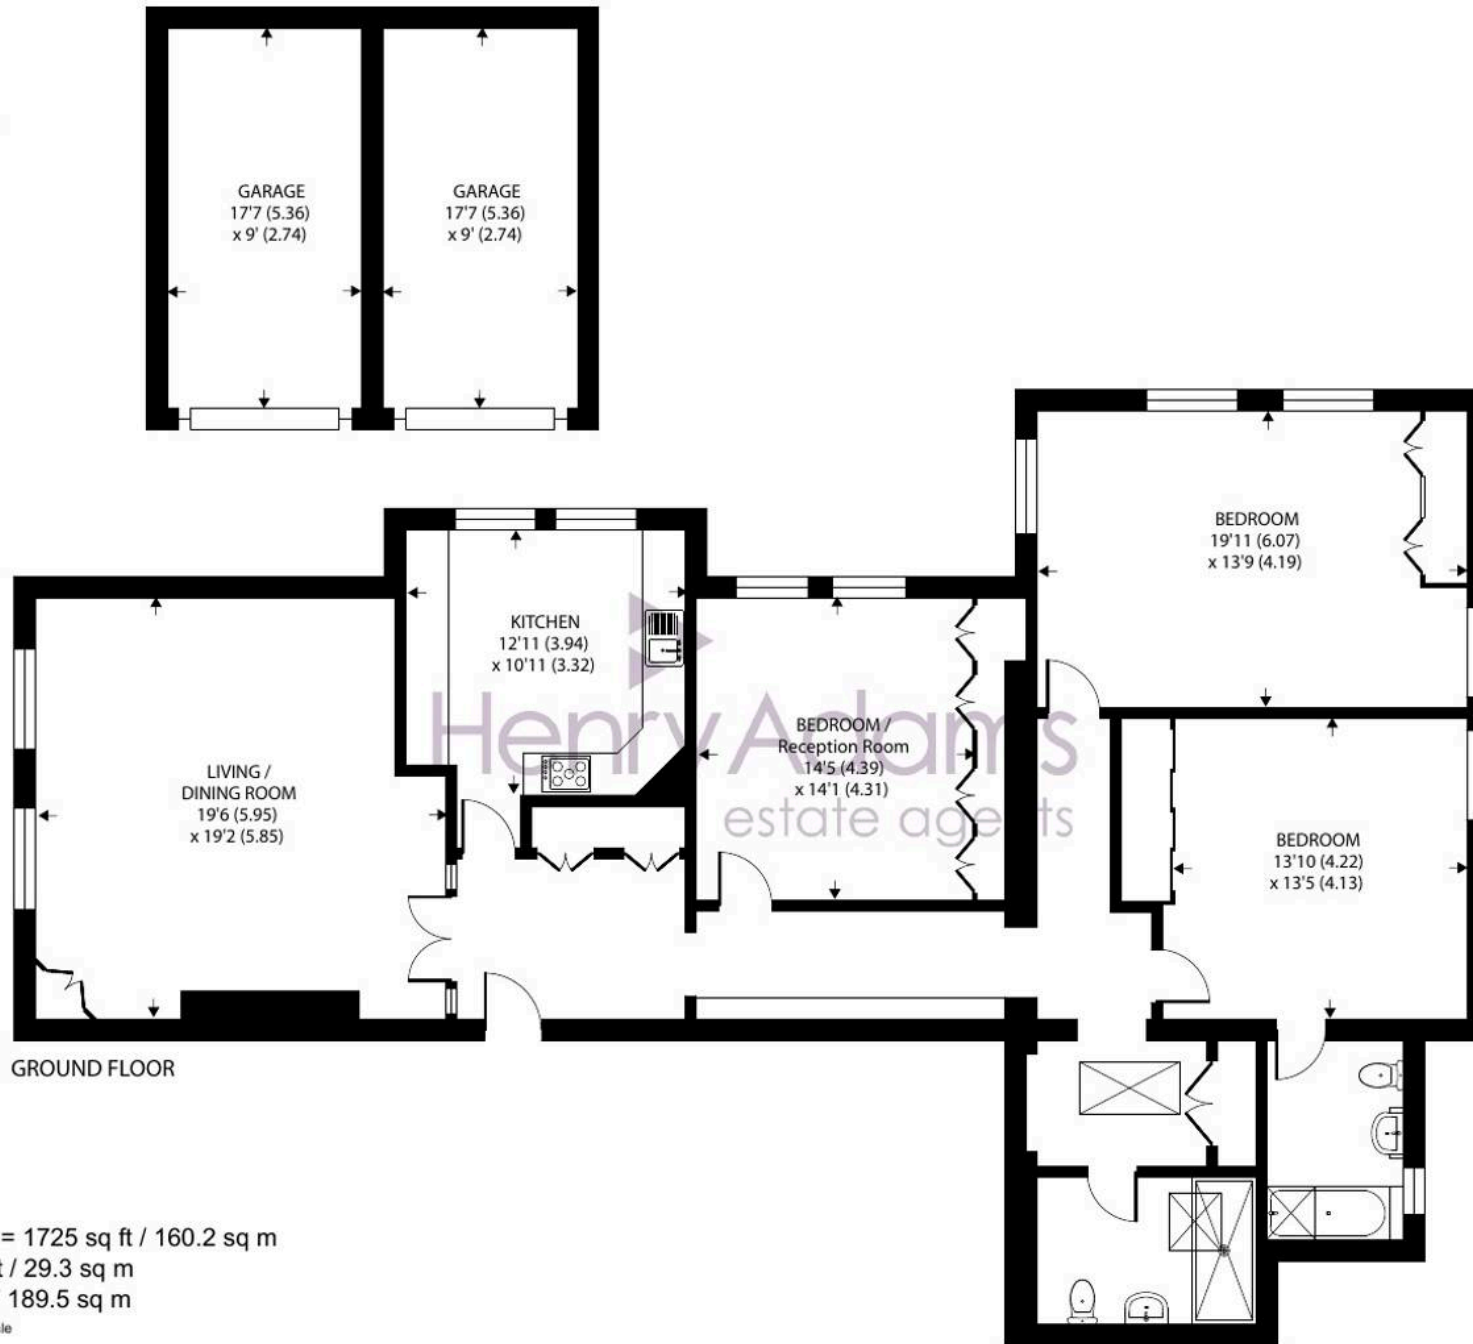 GARAGE
17'7 (5.36)
x 9' (2.74)
GARAGE
17'7 (5.36)
x 9' (2.74)
BEDROOM
19'11 (6.07)
x 13'9 (4.19)
KITCHEN
12'11 (3.94)
x 10'11 (3.32)
BEDROOM /
Reception Room
14'5 (4.39)
x 14'1 (4.31)
LIVING /
DINING ROOM
19'6 (5.95)
x 19'2 (5.85)
BEDROOM
13'10 (4.22)
x 13'5 (4.13)
Henry Adams
estate agents
GROUND FLOOR
= 1725 sq ft / 160.2 sq m
/ 29.3 sq m
189.5 sq m